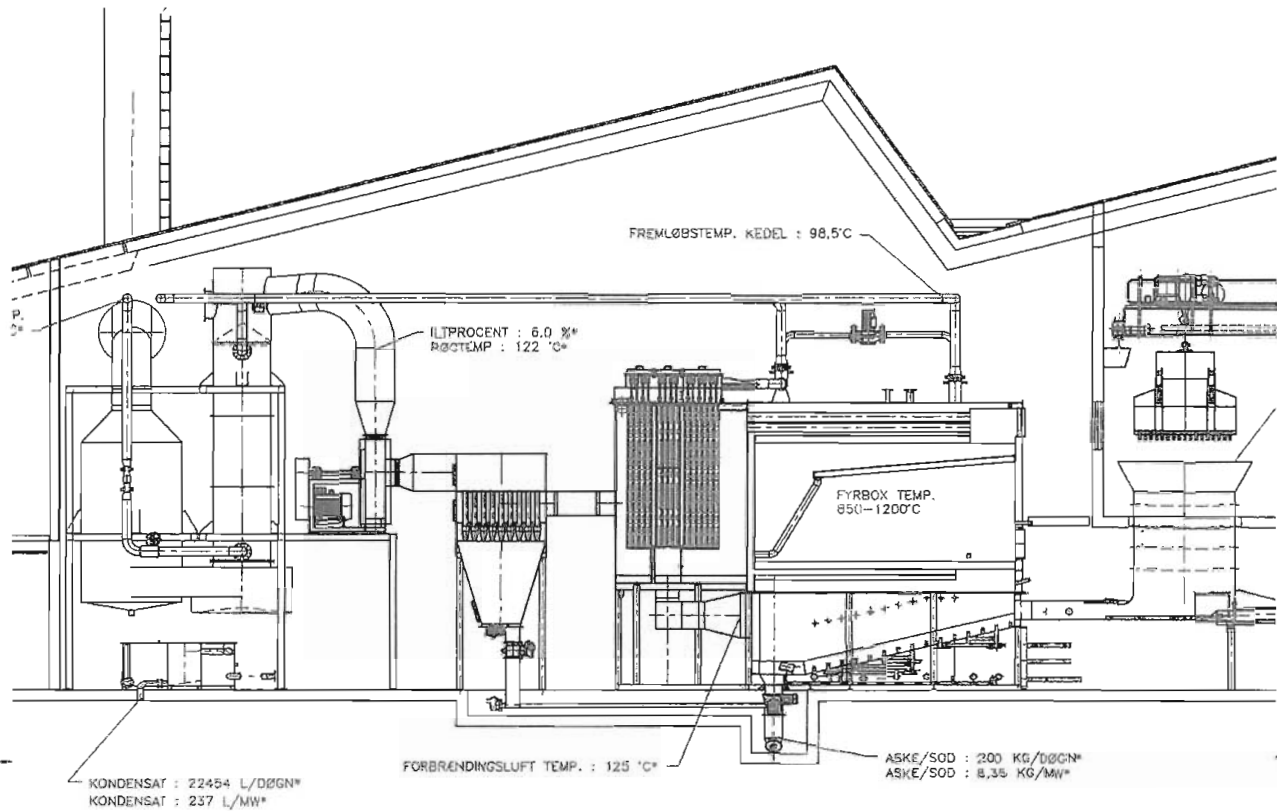 FREMLØBSTEMP. KEDEL : 98,5°C
P.
ILTPROCENT : 6,0 %*
RØGTEMP : 122 °C*
FYRBOX TEMP.
850-1200°C
FORBRÆNDINGSLUFT TEMP. : 125 °C*
ASKE/SOD : 200 KG/DØGN*
ASKE/SOD : 8,35 KG/MW*
KONDENSAT : 22454 L/DØGN*
KONDENSAT : 237 L/MW*